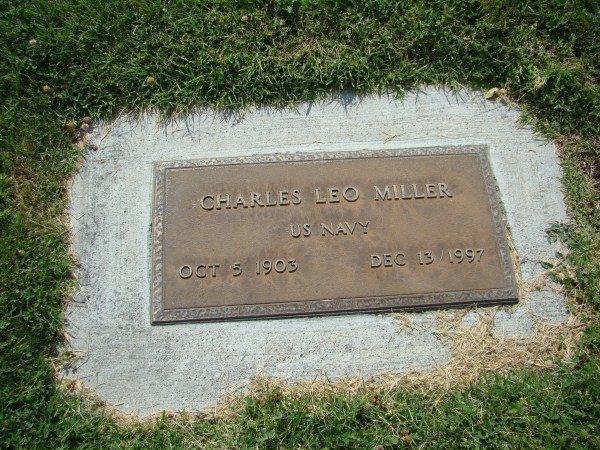 CHARLES LEO MILLER
US NAVY
OCT 5 1903 DEC 13 1997